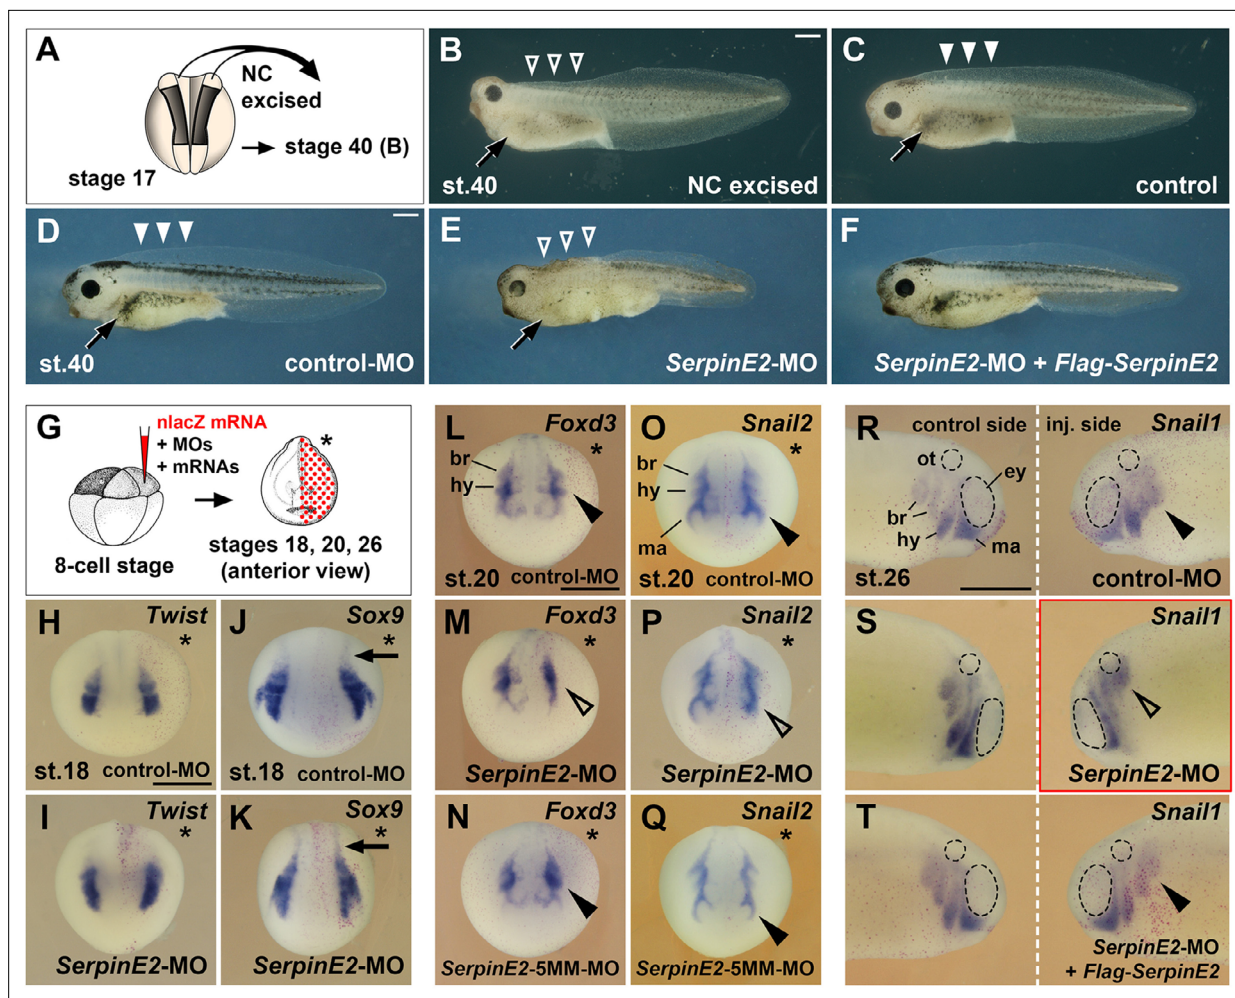 A
NC
excised
stage 17
stage 40 (B)
B
st.40
NC excised
C
control
D
st.40
control-MO
E
SerpinE2-MO
F
SerpinE2-MO + Flag-SerpinE2
G
nlacZ mRNA
+ MOs
+ mRNAs
*
8-cell stage
stages 18, 20, 26
(anterior view)
H
Twist
*
st.18
control-MO
J
Sox9
*
st.18
control-MO
I
Twist
*
SerpinE2-MO
K
Sox9
*
SerpinE2-MO
L
Foxd3
*
br
hy
st.20
control-MO
O
Snail2
*
br
hy
ma
st.20
control-MO
M
Foxd3
*
SerpinE2-MO
P
Snail2
*
SerpinE2-MO
N
Foxd3
*
SerpinE2-5MM-MO
Q
Snail2
*
SerpinE2-5MM-MO
R
control side
inj. side
Snail1
ot
ey
br
hy
ma
st.26
control-MO
S
Snail1
SerpinE2-MO
T
Snail1
SerpinE2-MO
+ Flag-SerpinE2